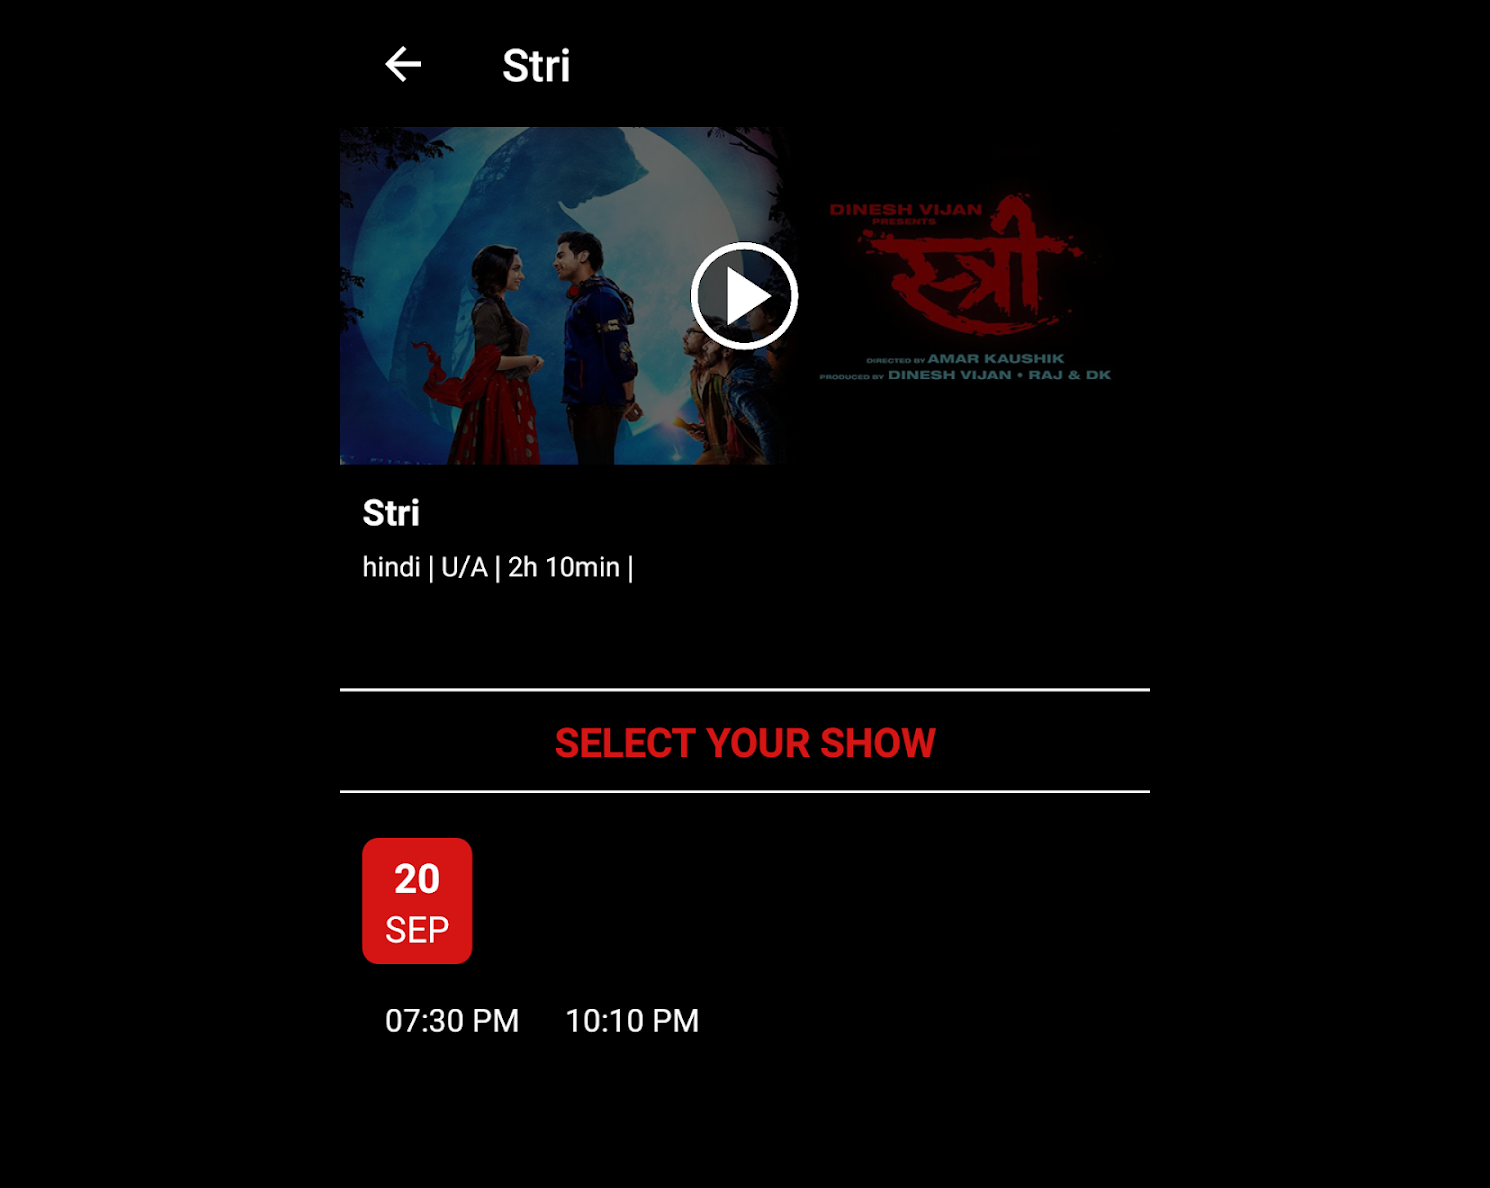 Stri
DINESH VIJAN
PRESENTS
स्त्री
DIRECTED BY AMAR KAUSHIK
PRODUCED BY DINESH VIJAN • RAJ & DK
Stri
hindi | U/A | 2h 10min |
SELECT YOUR SHOW
20
SEP
07:30 PM 10:10 PM